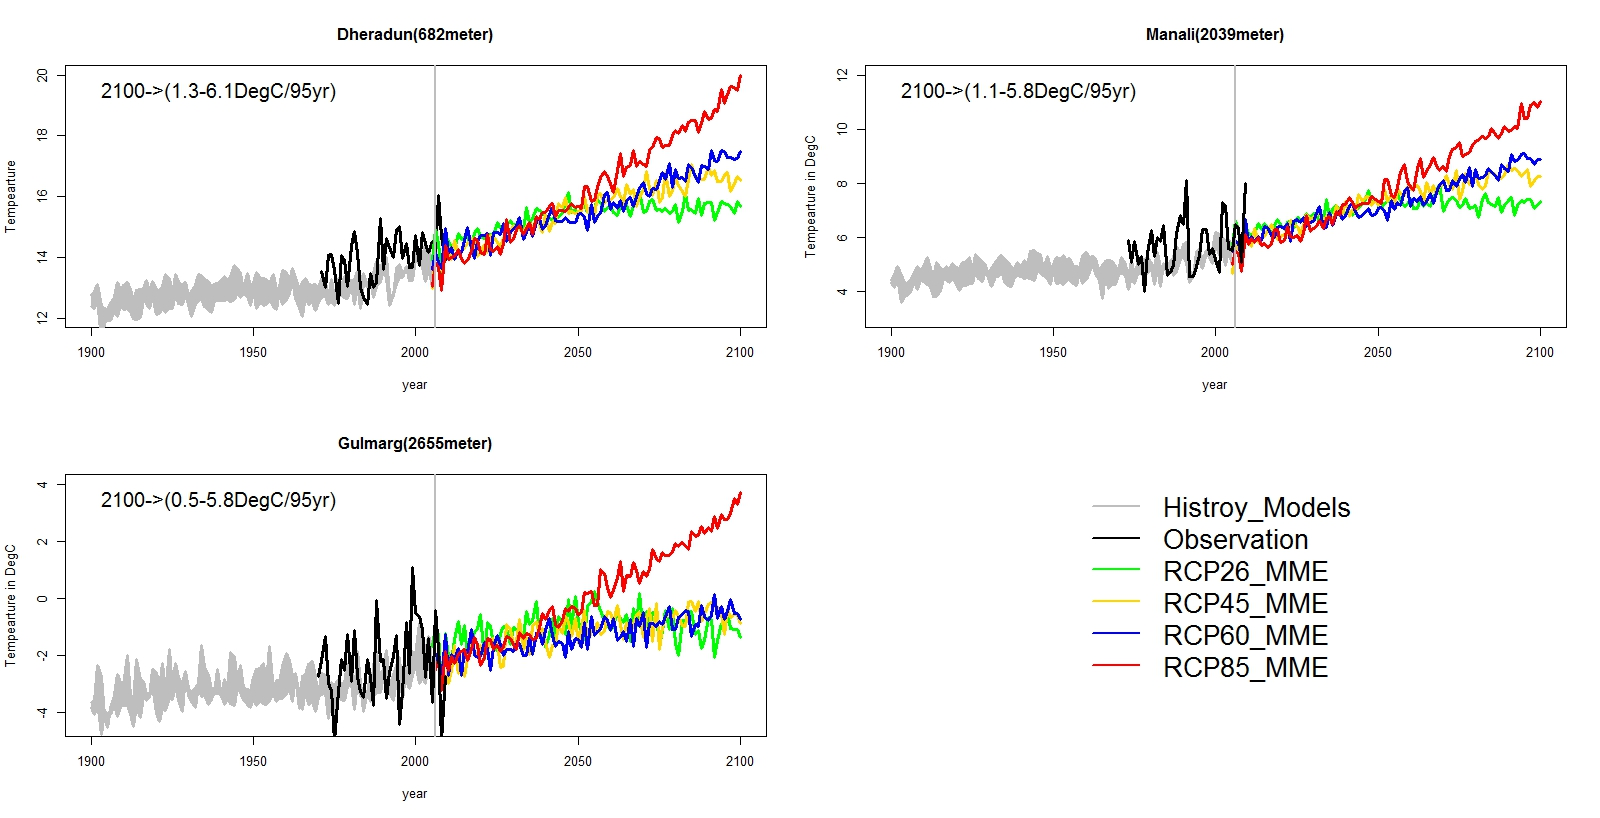 Dheradun(682meter)
2100->(1.3-6.1DegC/95yr)
Tempearture
20
18
16
14
12
1900 1950 2000 2050 2100
year
Manali(2039meter)
2100->(1.1-5.8DegC/95yr)
Tempearture in DegC
12
10
8
6
4
1900 1950 2000 2050 2100
year
Gulmarg(2655meter)
2100->(0.5-5.8DegC/95yr)
Tempearture in DegC
4
2
0
-2
-4
1900 1950 2000 2050 2100
year
Histroy_Models
Observation
RCP26_MME
RCP45_MME
RCP60_MME
RCP85_MME